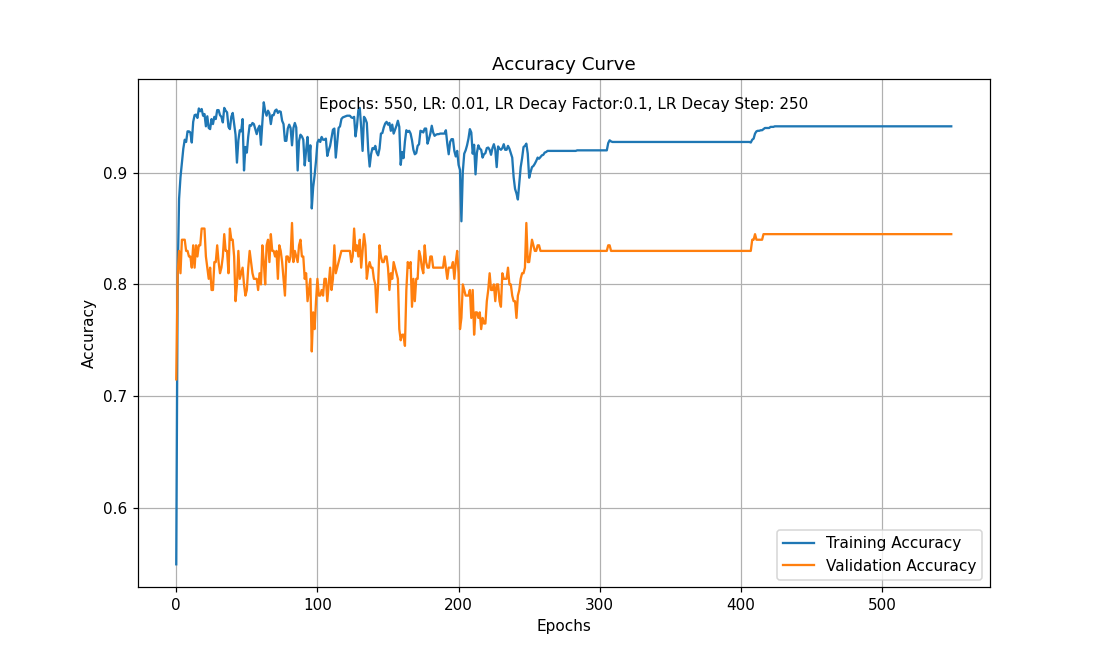 Accuracy Curve
Epochs: 550, LR: 0.01, LR Decay Factor:0.1, LR Decay Step: 250
Accuracy
0.9
0.8
0.7
0.6
Training Accuracy
Validation Accuracy
0 100 200 300 400 500
Epochs